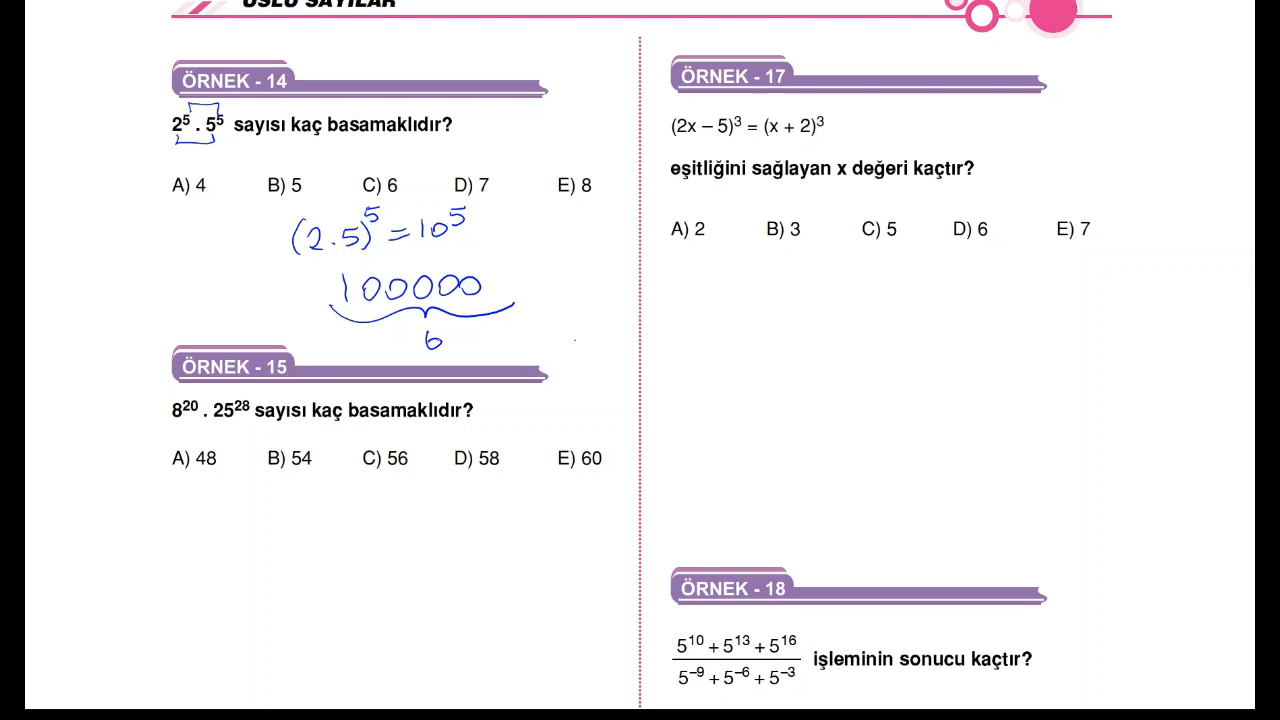 ÜSLÜ SAYILAR
ÖRNEK - 14
2⁵ . 5⁵ sayısı kaç basamaklıdır?
A) 4 B) 5 C) 6 D) 7 E) 8
(2.5)⁵ = 10⁵
100000
6
ÖRNEK - 15
8²⁰ . 25²⁸ sayısı kaç basamaklıdır?
A) 48 B) 54 C) 56 D) 58 E) 60
ÖRNEK - 17
(2x – 5)³ = (x + 2)³
eşitliğini sağlayan x değeri kaçtır?
A) 2 B) 3 C) 5 D) 6 E) 7
ÖRNEK - 18
5¹⁰ + 5¹³ + 5¹⁶
5⁻⁹ + 5⁻⁶ + 5⁻³ işleminin sonucu kaçtır?